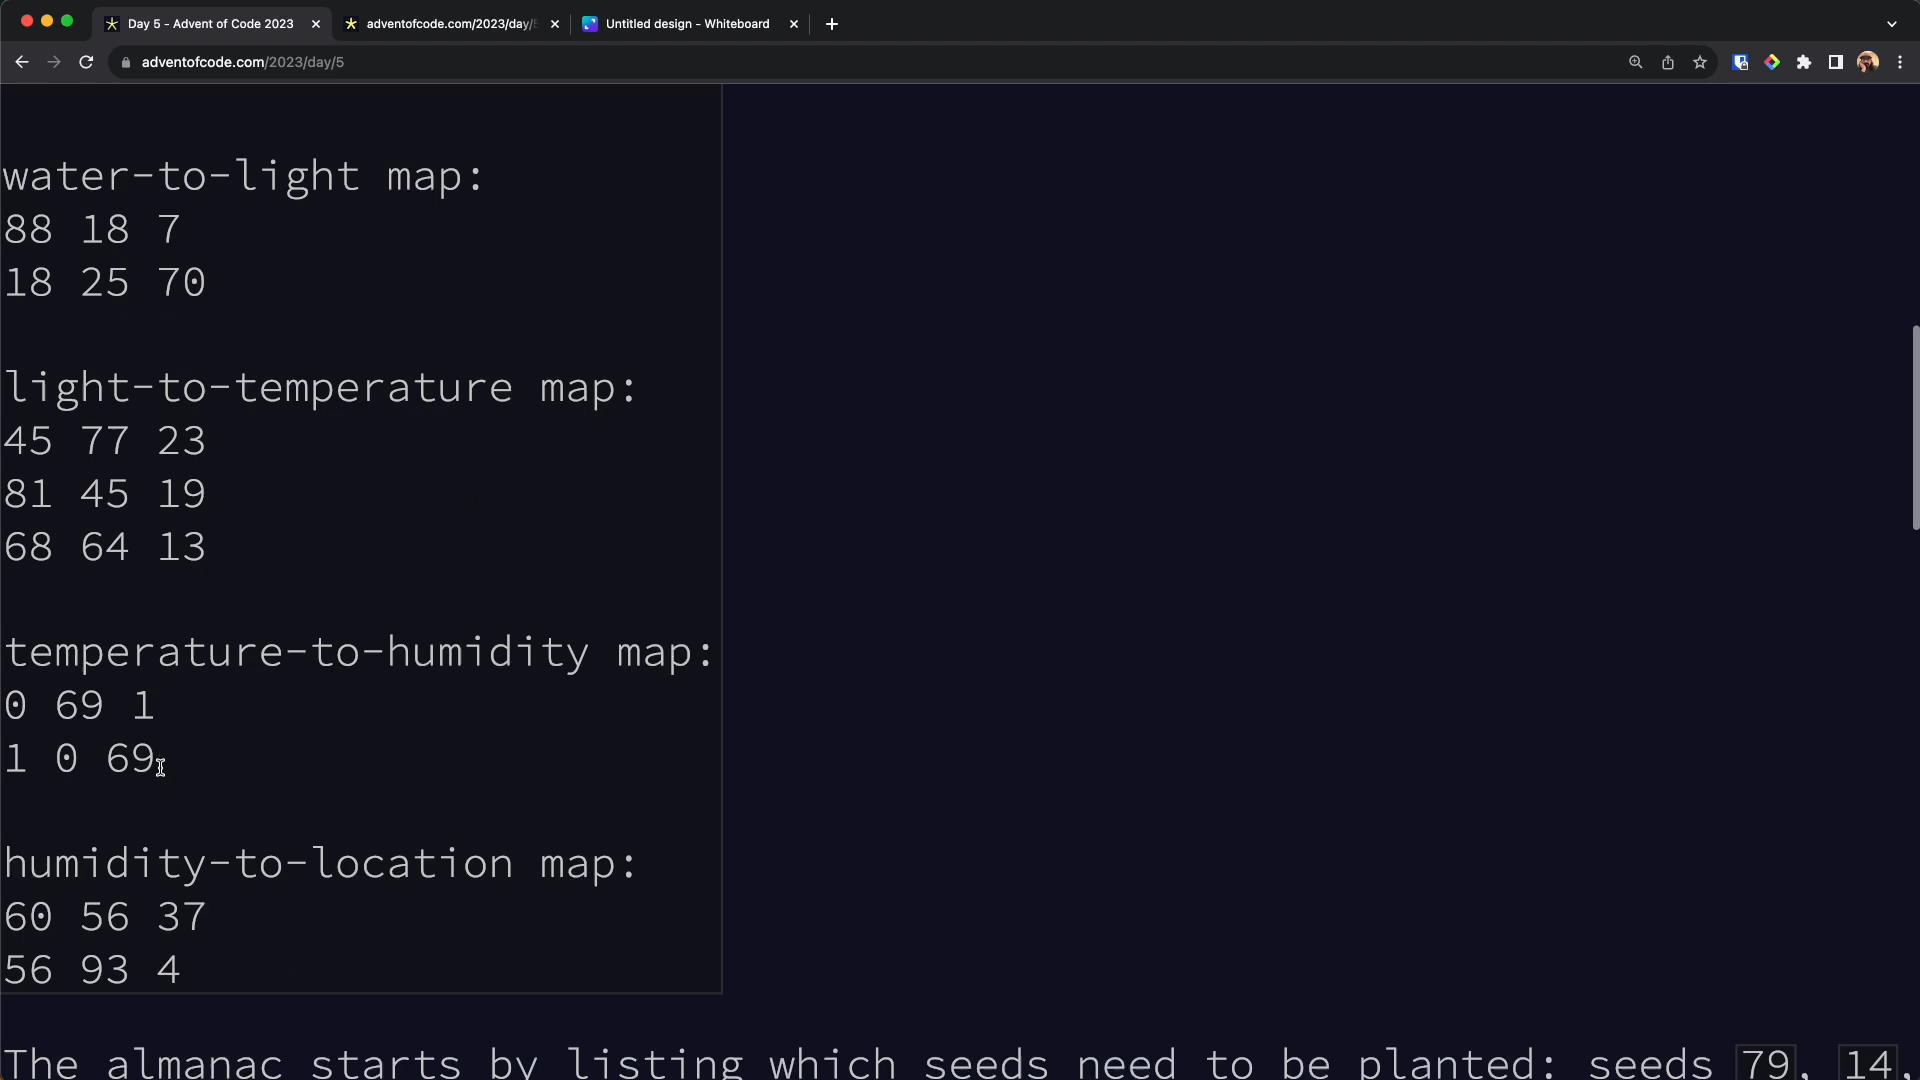 Day 5 - Advent of Code 2023
adventofcode.com/2023/day/5
Untitled design - Whiteboard
adventofcode.com/2023/day/5
water-to-light map:
88 18 7
18 25 70
light-to-temperature map:
45 77 23
81 45 19
68 64 13
temperature-to-humidity map:
0 69 1
1 0 69
humidity-to-location map:
60 56 37
56 93 4
The almanac starts by listing which seeds need to be planted: seeds 79, 14,